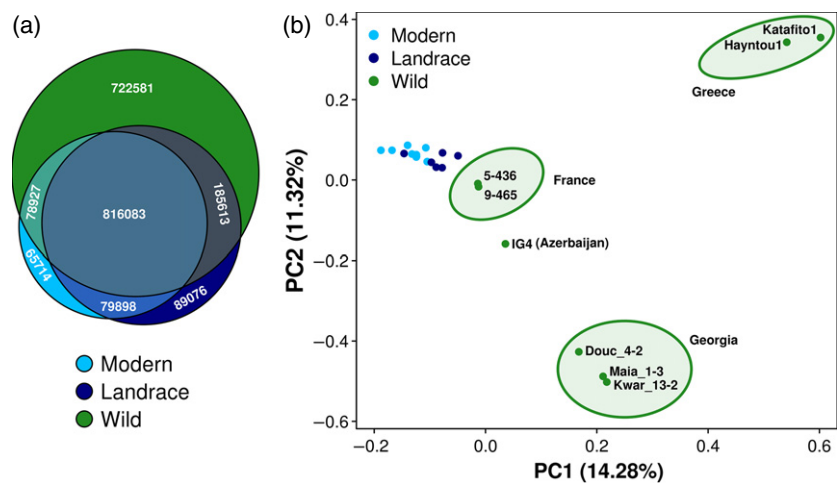 (a)
722581
78927
185613
816083
65714
79898
89076
Modern
Landrace
Wild
(b)
Modern
Landrace
Wild
Katafito1
Hayntou1
Greece
5-436
9-465
France
IG4 (Azerbaijan)
Georgia
Douc_4-2
Maia_1-3
Kwar_13-2
PC2 (11.32%)
0.4
0.2
0.0
−0.2
−0.4
−0.6
−0.2
0.0
0.2
0.4
0.6
PC1 (14.28%)